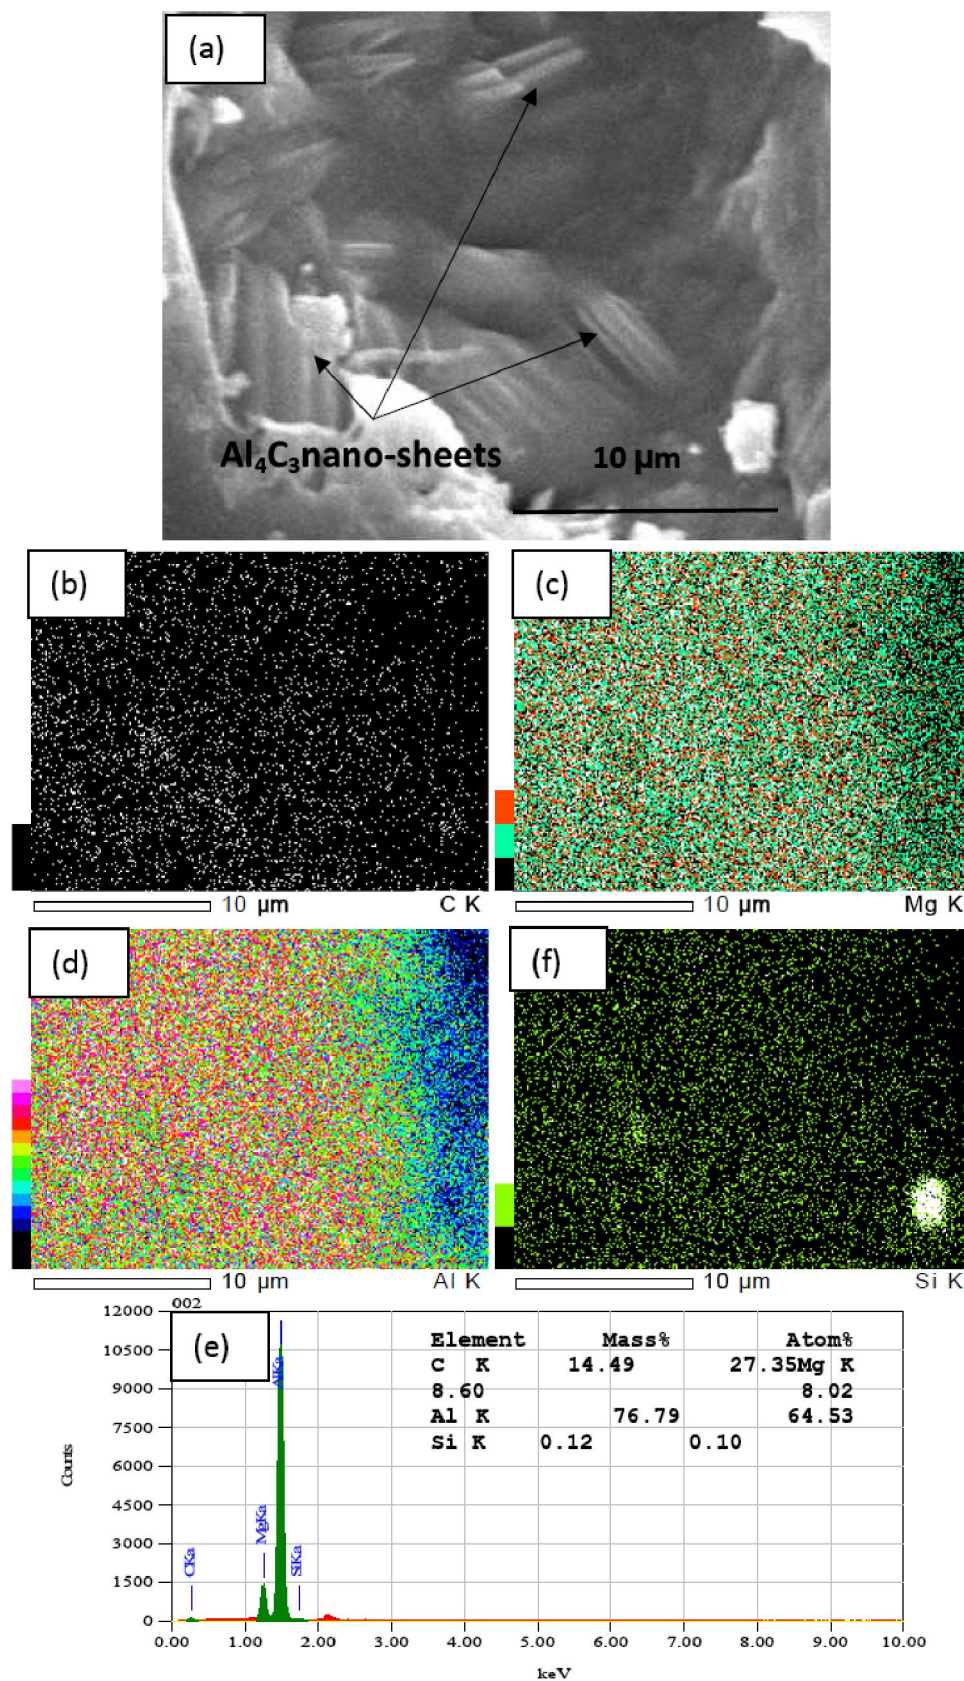 (a)
Al₄C₃nano-sheets
10 µm
(b)
10 µm C K
(c)
10 µm Mg K
(d)
10 µm Al K
(f)
10 µm Si K
(e)
002
12000
10500
9000
7500
6000
4500
3000
1500
0
Counts
CKa
MgKa
AlKa
SiKa
Element Mass% Atom%
C K 14.49 27.35Mg K
8.60 8.02
Al K 76.79 64.53
Si K 0.12 0.10
0.00 1.00 2.00 3.00 4.00 5.00 6.00 7.00 8.00 9.00 10.00
keV